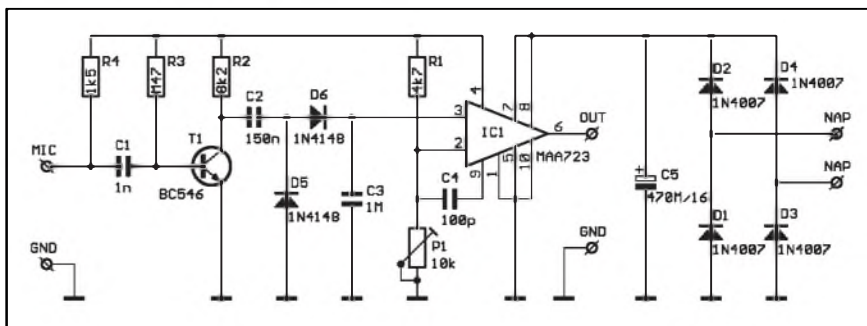 R4
1k5
R3
M47
R2
8k2
C2
150n
D6
1N4148
R1
4k7
4
3
2
7
8
IC1
6
OUT
MAA723
9
1
5
10
D2
1N4007
D4
1N4007
NAP
NAP
MIC
C1
1n
T1
BC546
D5
1N4148
C3
1M
C4
100p
P1
10k
GND
GND
+
C5
470M/16
D1
1N4007
D3
1N4007